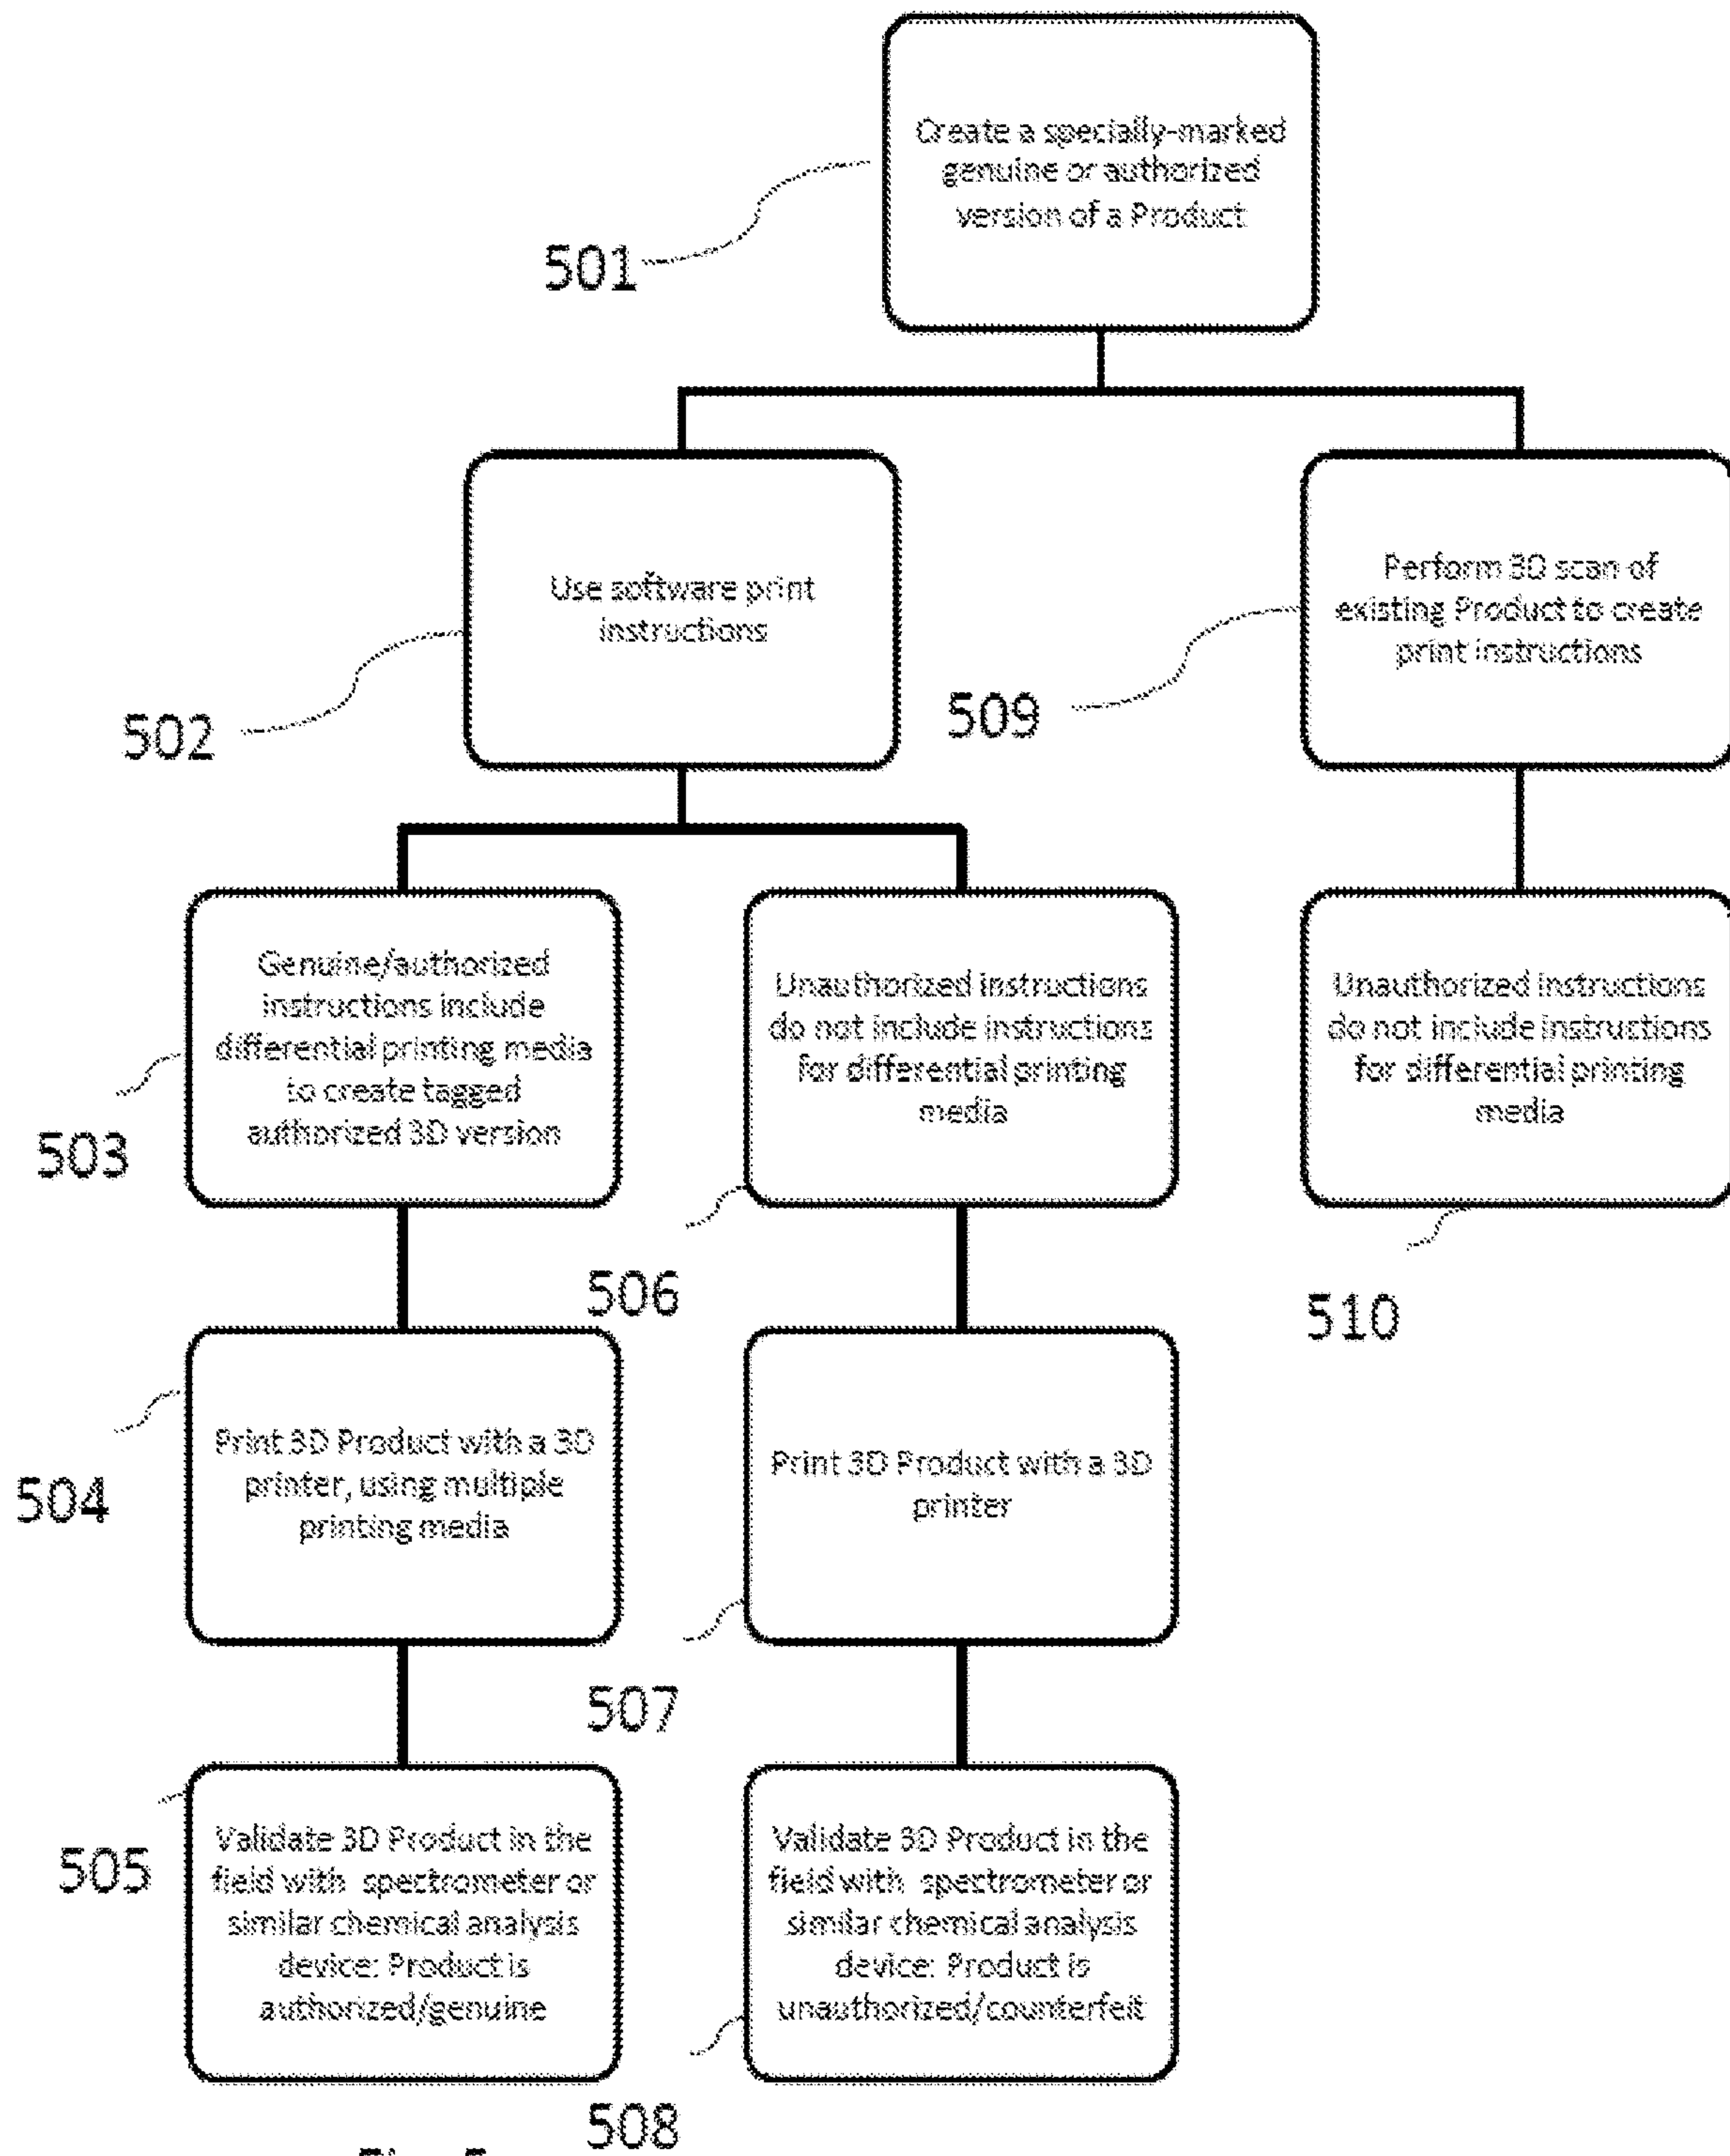 Create a specially-marked
genuine or authorized
version of a Product
501
Use software print
instructions
502
Perform 3D scan of
existing Product to create
print instructions
509
Genuine/authorized
instructions include
differential printing media
to create tagged
authorized 3D version
503
Unauthorized instructions
do not include instructions
for differential printing
media
506
Unauthorized instructions
do not include instructions
for differential printing
media
510
Print 3D Product with a 3D
printer, using multiple
printing media
504
Print 3D Product with a 3D
printer
507
Validate 3D Product in the
field with spectrometer or
similar chemical analysis
device: Product is
authorized/genuine
505
Validate 3D Product in the
field with spectrometer or
similar chemical analysis
device: Product is
unauthorized/counterfeit
508